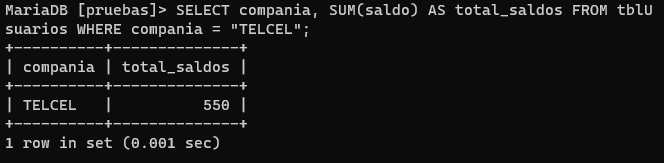 MariaDB [pruebas]> SELECT compania, SUM(saldo) AS total_saldos FROM tblU
suarios WHERE compania = "TELCEL";
+----------+--------------+
| compania | total_saldos |
+----------+--------------+
| TELCEL   |          550 |
+----------+--------------+
1 row in set (0.001 sec)